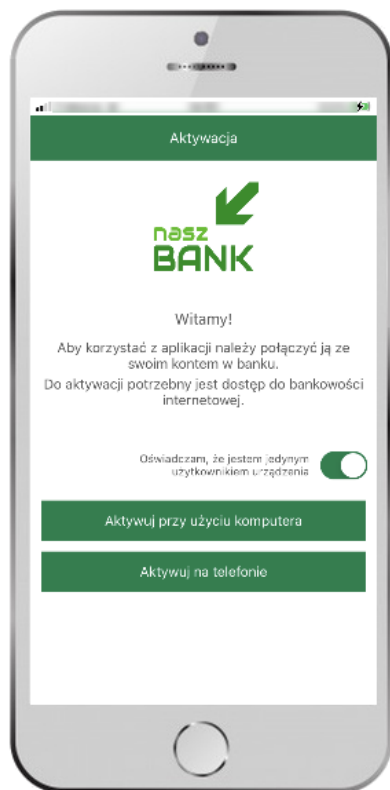 Aktywacja
nasz
BANK
Witamy!
Aby korzystać z aplikacji należy połączyć ją ze
swoim kontem w banku.
Do aktywacji potrzebny jest dostęp do bankowości
internetowej.
Oświadczam, że jestem jedynym
użytkownikiem urządzenia
Aktywuj przy użyciu komputera
Aktywuj na telefonie